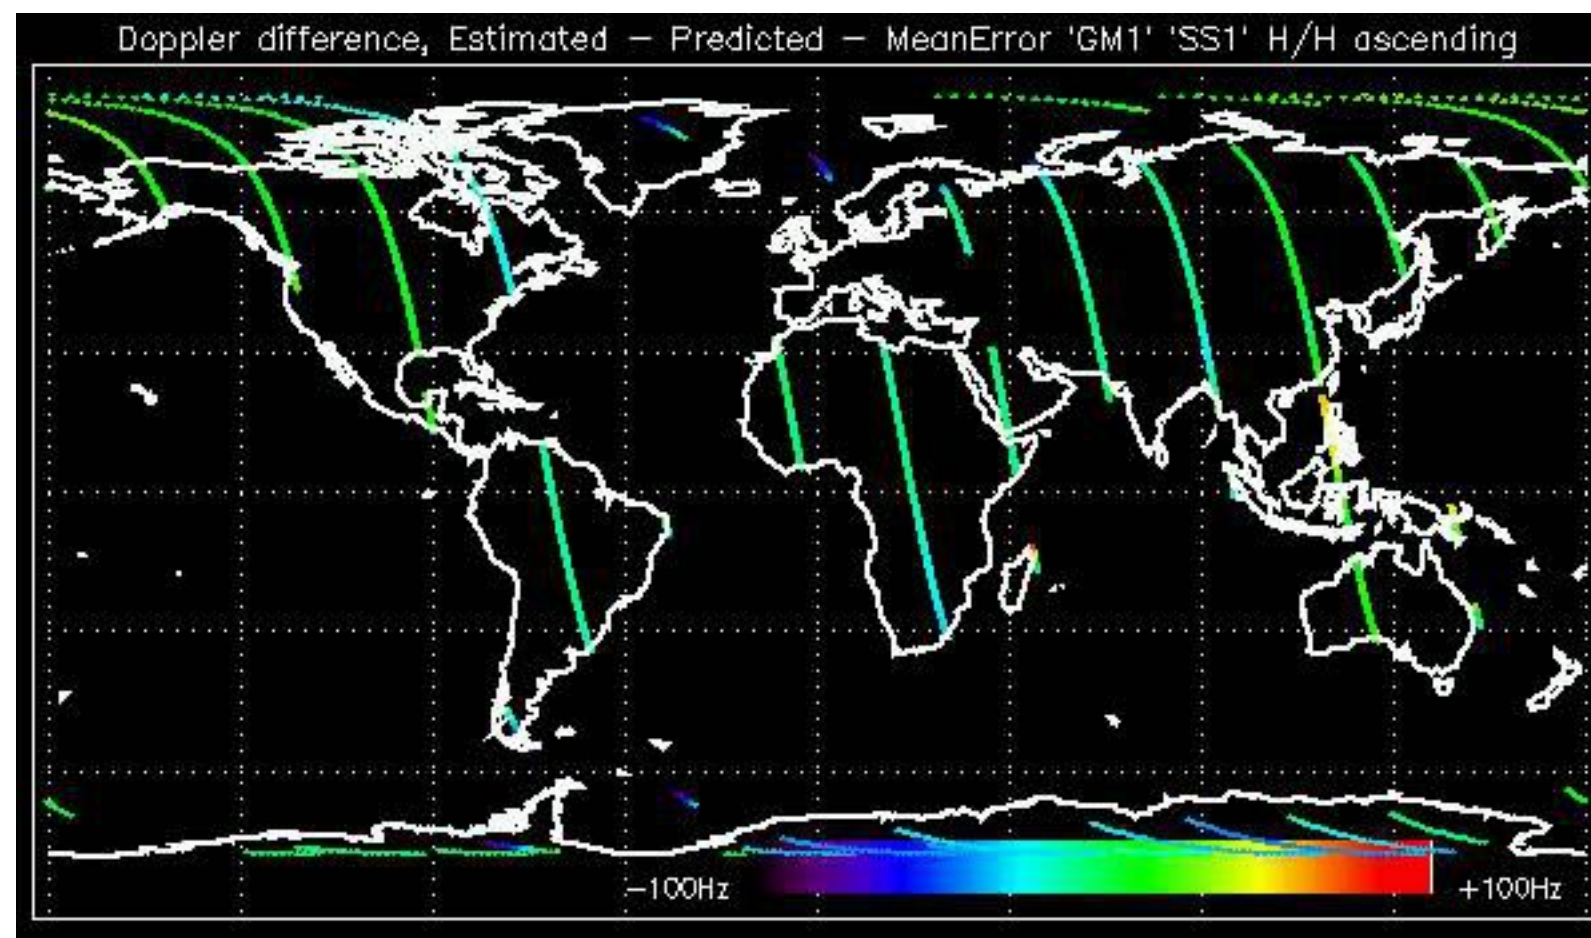 Doppler difference, Estimated − Predicted − MeanError 'GM1' 'SS1' H/H ascending
−100Hz
+100Hz